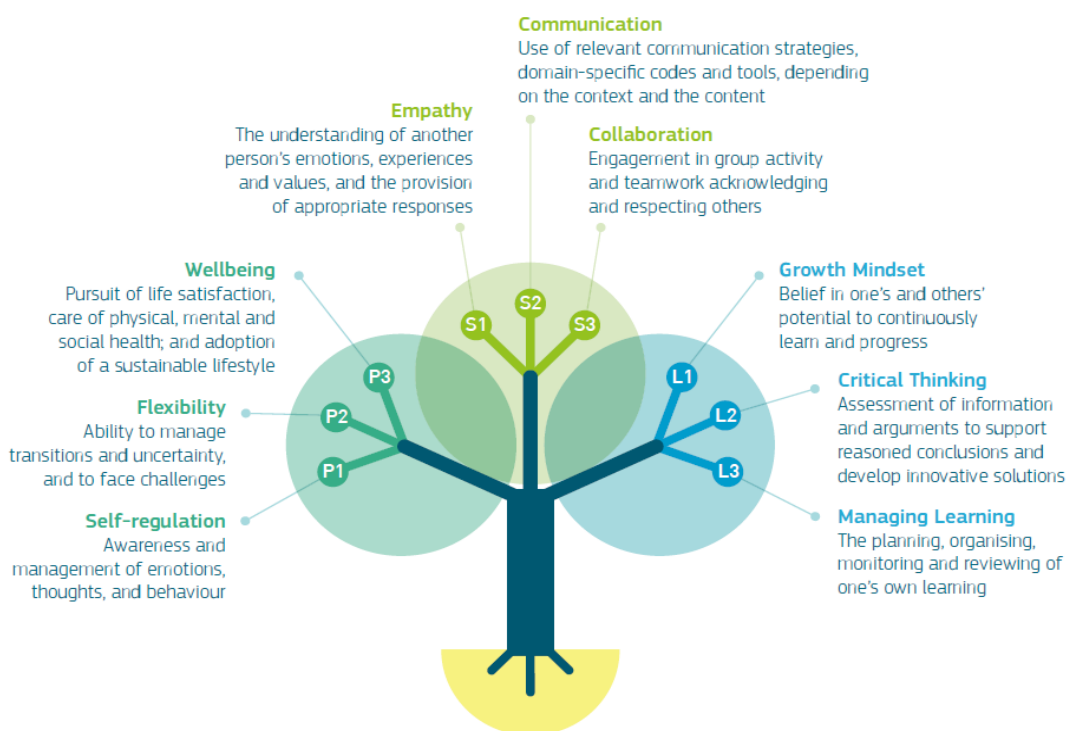 Communication
Use of relevant communication strategies,
domain-specific codes and tools, depending
on the context and the content
Empathy
The understanding of another
person's emotions, experiences
and values, and the provision
of appropriate responses
Collaboration
Engagement in group activity
and teamwork acknowledging
and respecting others
Wellbeing
Pursuit of life satisfaction,
care of physical, mental and
social health; and adoption
of a sustainable lifestyle
Flexibility
Ability to manage
transitions and uncertainty,
and to face challenges
Self-regulation
Awareness and
management of emotions,
thoughts, and behaviour
S1
S2
S3
P3
P2
P1
L1
L2
L3
Growth Mindset
Belief in one's and others'
potential to continuously
learn and progress
Critical Thinking
Assessment of information
and arguments to support
reasoned conclusions and
develop innovative solutions
Managing Learning
The planning, organising,
monitoring and reviewing of
one's own learning